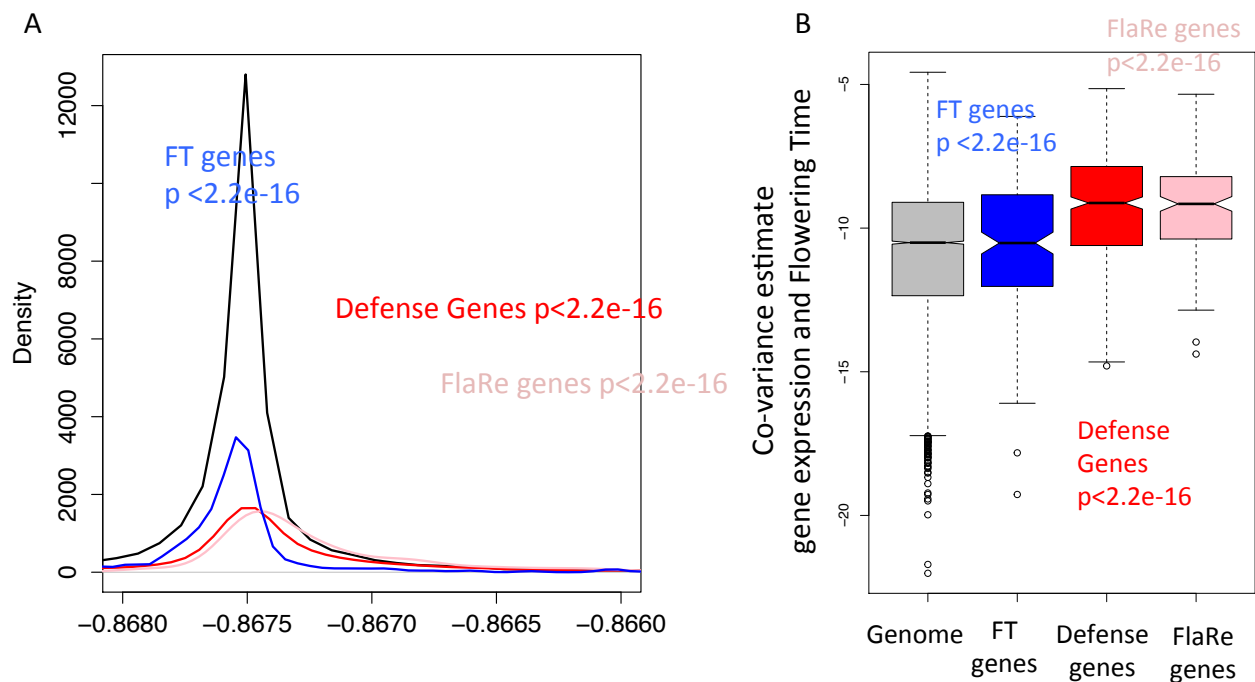 A
Density
0
2000
4000
6000
8000
12000
−0.8680
−0.8675
−0.8670
−0.8665
−0.8660
FT genes
p <2.2e-16
Defense Genes p<2.2e-16
FlaRe genes p<2.2e-16
B
Co-variance estimate
gene expression and Flowering Time
−5
−10
−15
−20
FT genes
p <2.2e-16
FlaRe genes
p<2.2e-16
Defense
Genes
p<2.2e-16
Genome
FT
genes
Defense
genes
FlaRe
genes